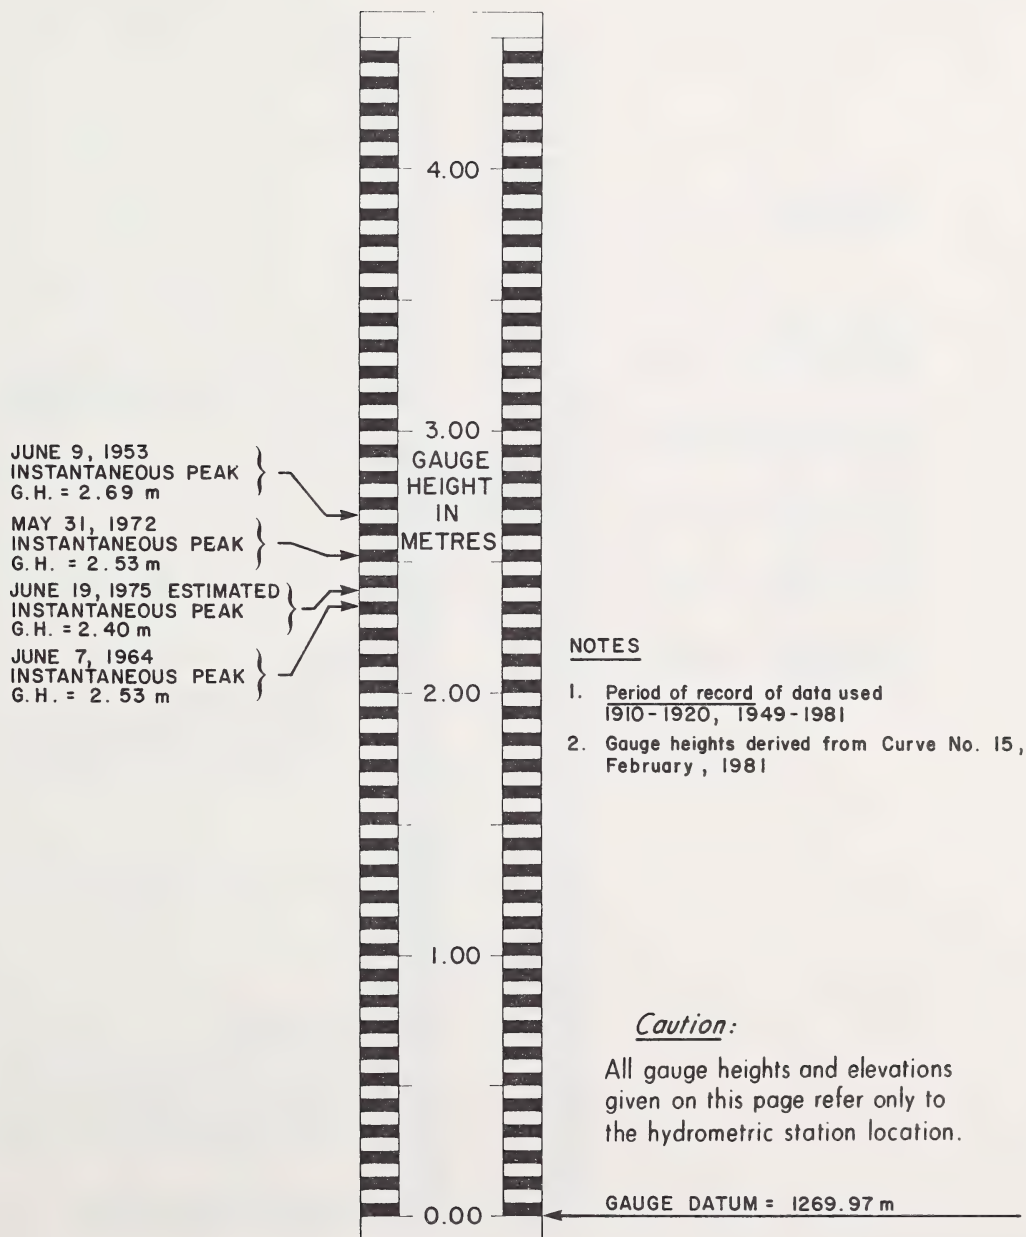 4.00
3.00
GAUGE
HEIGHT
IN
METRES
JUNE 9, 1953
INSTANTANEOUS PEAK
G.H. = 2.69 m
MAY 31, 1972
INSTANTANEOUS PEAK
G.H. = 2.53 m
JUNE 19, 1975 ESTIMATED
INSTANTANEOUS PEAK
G.H. = 2.40 m
JUNE 7, 1964
INSTANTANEOUS PEAK
G.H. = 2.53 m
2.00
NOTES
1. Period of record of data used
1910-1920, 1949-1981
2. Gauge heights derived from Curve No. 15,
February, 1981
1.00
Caution:
All gauge heights and elevations
given on this page refer only to
the hydrometric station location.
GAUGE DATUM = 1269.97 m
0.00